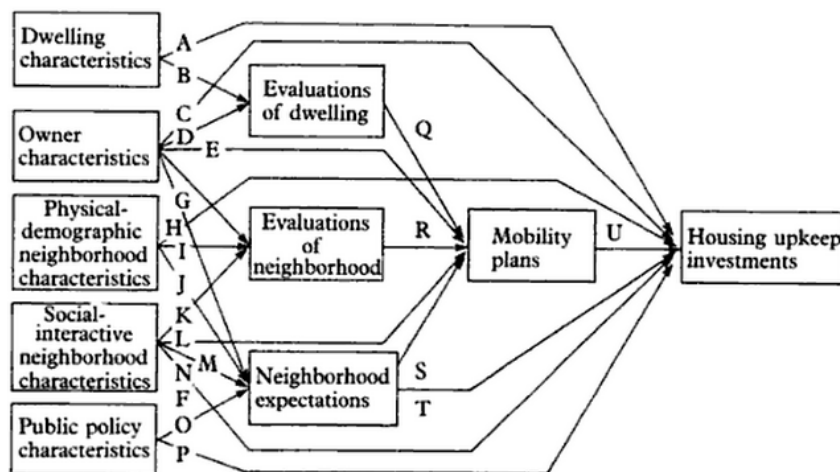 Dwelling
characteristics
A
B
Evaluations
of dwelling
C
D
E
Q
Owner
characteristics
G
Physical-
demographic
neighborhood
characteristics
H
I
J
Evaluations
of
neighborhood
R
Mobility
plans
U
Housing upkeep
investments
Social-
interactive
neighborhood
characteristics
K
L
M
N
F
Neighborhood
expectations
S
T
Public policy
characteristics
O
P